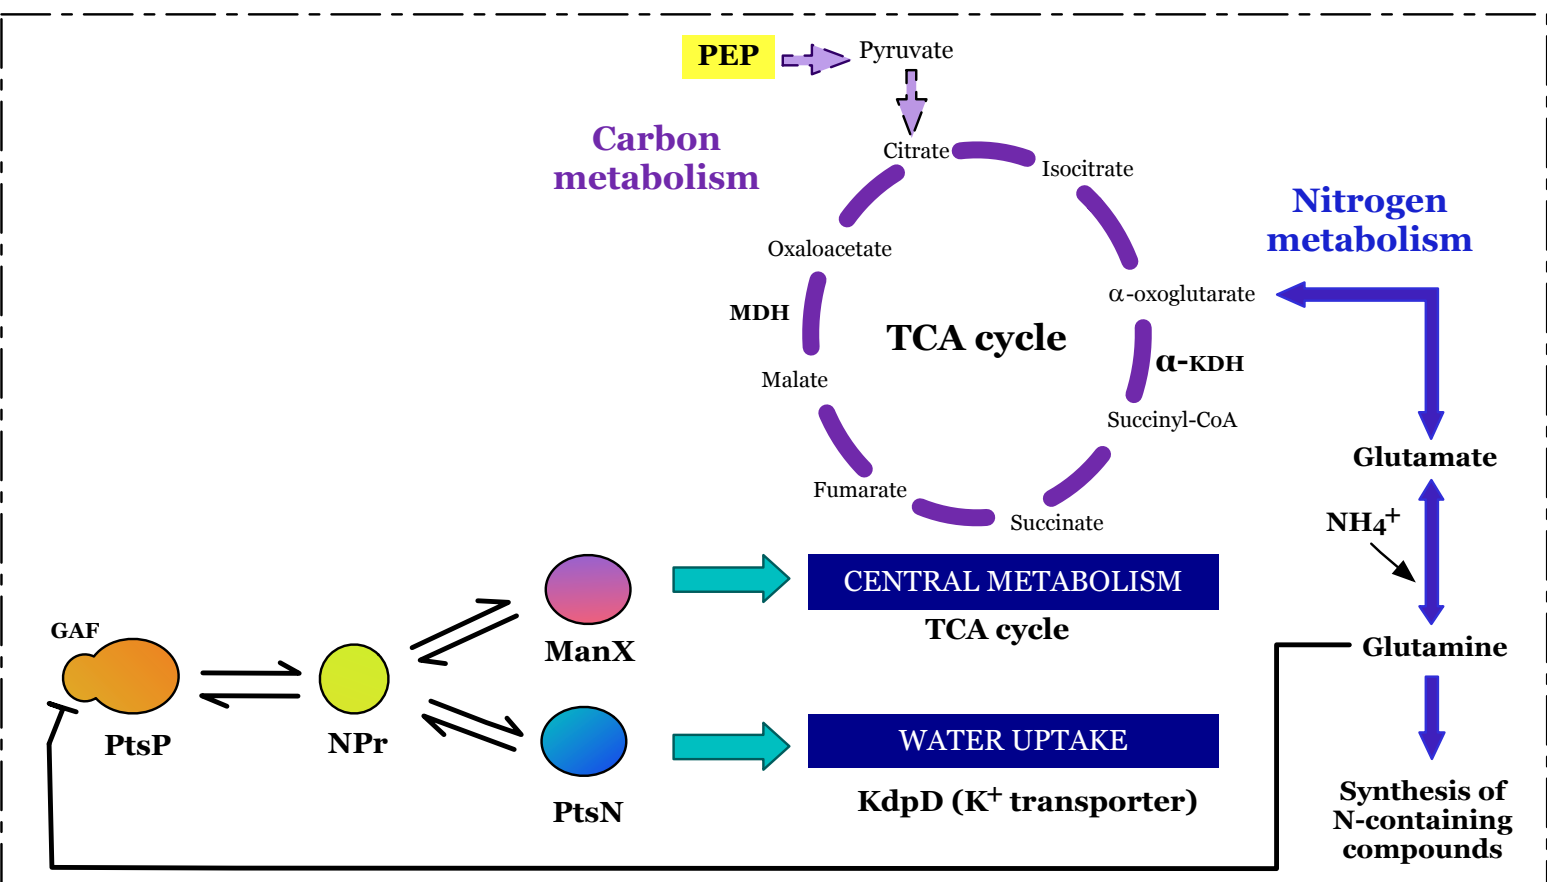 PEP
Pyruvate
Carbon
metabolism
Citrate
Isocitrate
Nitrogen
metabolism
Oxaloacetate
α-oxoglutarate
MDH
TCA cycle
α-KDH
Malate
Succinyl-CoA
Glutamate
Fumarate
Succinate
NH4+
CENTRAL METABOLISM
TCA cycle
GAF
ManX
Glutamine
PtsP
NPr
WATER UPTAKE
PtsN
KdpD (K+ transporter)
Synthesis of
N-containing
compounds